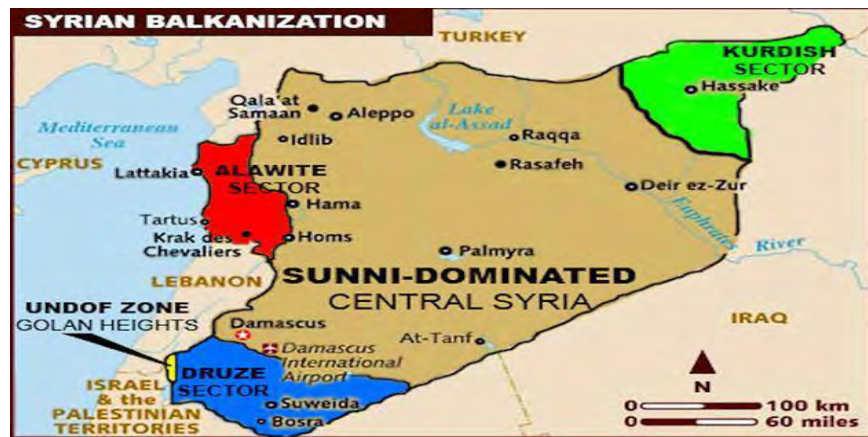 SYRIAN BALKANIZATION
TURKEY
KURDISH
SECTOR
Hassake
Qala'at
Samaan
Aleppo
Lake
al-Assad
Mediterranean
Sea
Idlib
Raqqa
CYPRUS
Lattakia
ALAWITE
SECTOR
Rasafeh
Deir ez-Zur
Hama
Tartus
Euphrates
River
Krak des
Chevaliers
Homs
Palmyra
LEBANON
SUNNI-DOMINATED
CENTRAL SYRIA
UNDOF ZONE
GOLAN HEIGHTS
IRAQ
Damascus
At-Tanf
Damascus
International
Airport
DRUZE
SECTOR
ISRAEL
& the
PALESTINIAN
TERRITORIES
Suweida
Bosra
N
0 100 km
0 60 miles